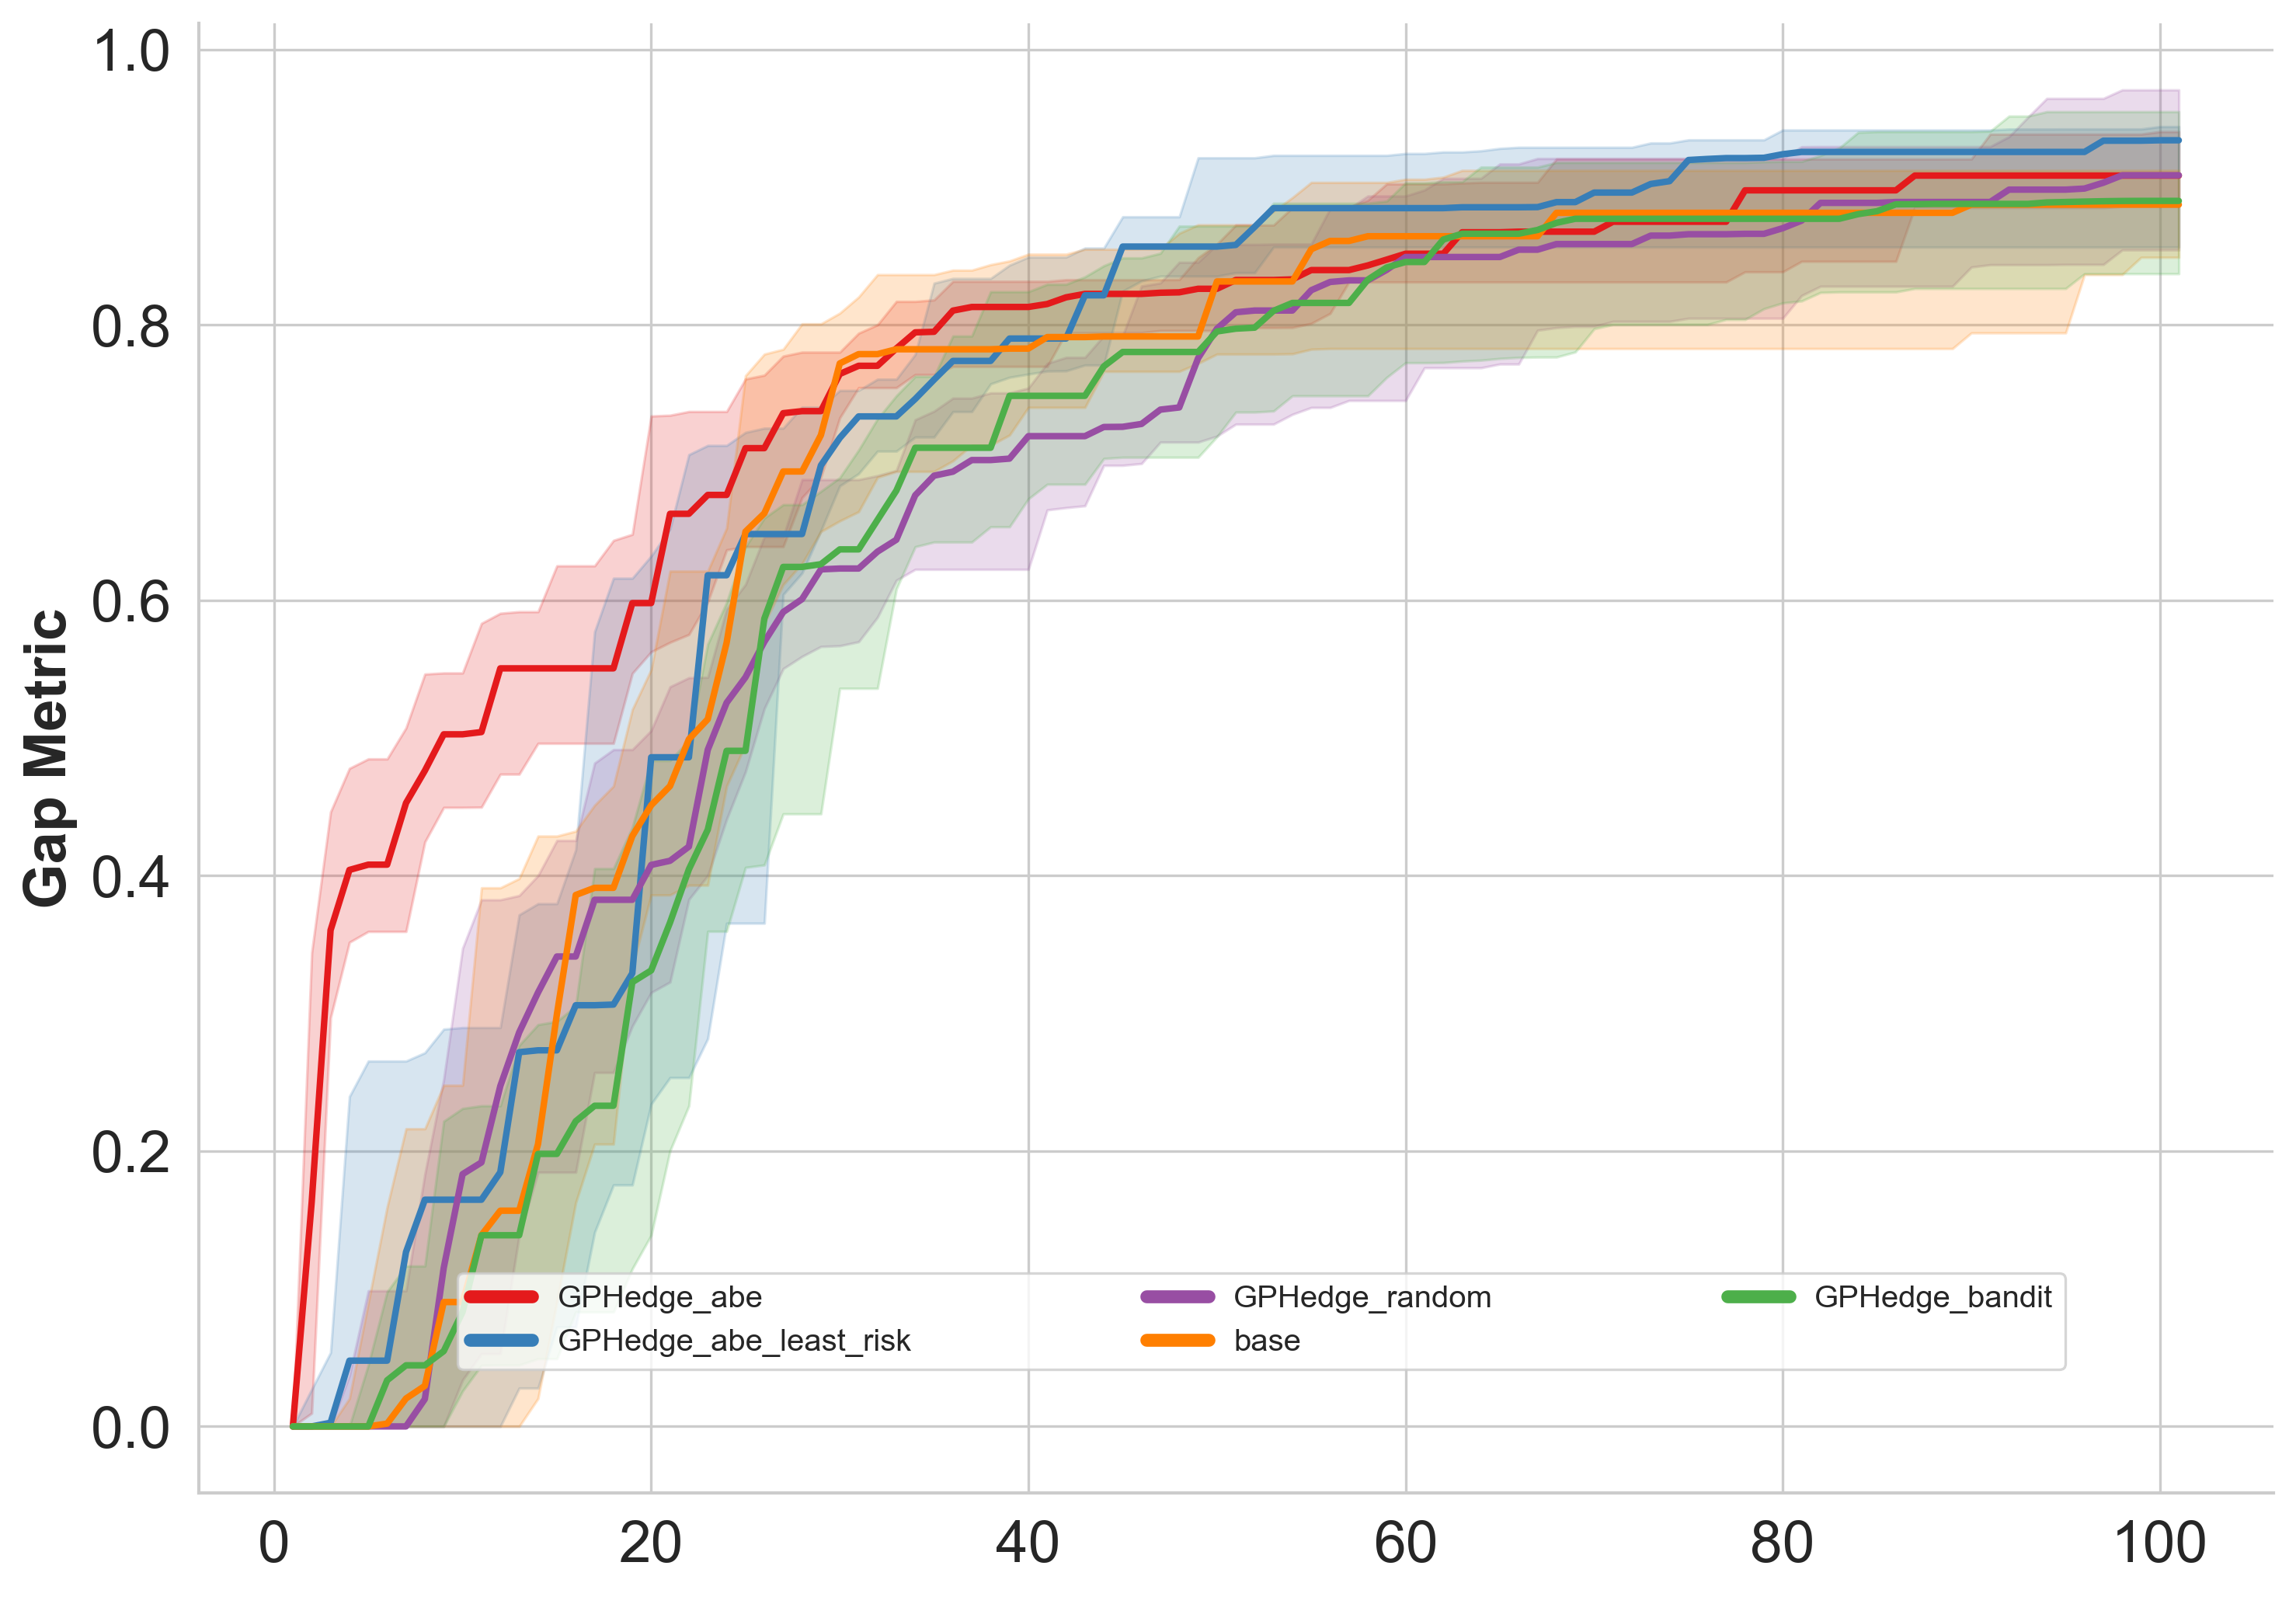 Gap Metric
1.0
0.8
0.6
0.4
0.2
0.0
0 20 40 60 80 100
GPHedge_abe GPHedge_random GPHedge_bandit
GPHedge_abe_least_risk base